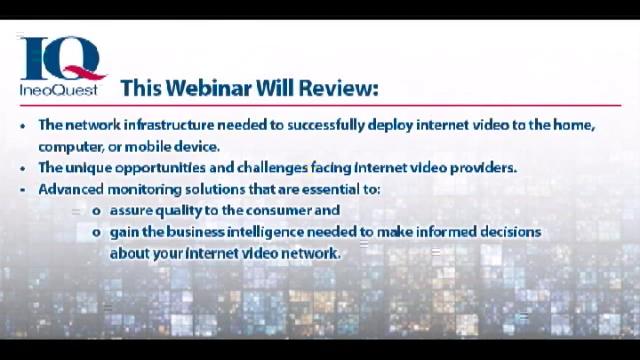 IQ
IneoQuest
This Webinar Will Review:
• The network infrastructure needed to successfully deploy internet video to the home,
computer, or mobile device.
• The unique opportunities and challenges facing internet video providers.
• Advanced monitoring solutions that are essential to:
o assure quality to the consumer and
o gain the business intelligence needed to make informed decisions
about your internet video network.